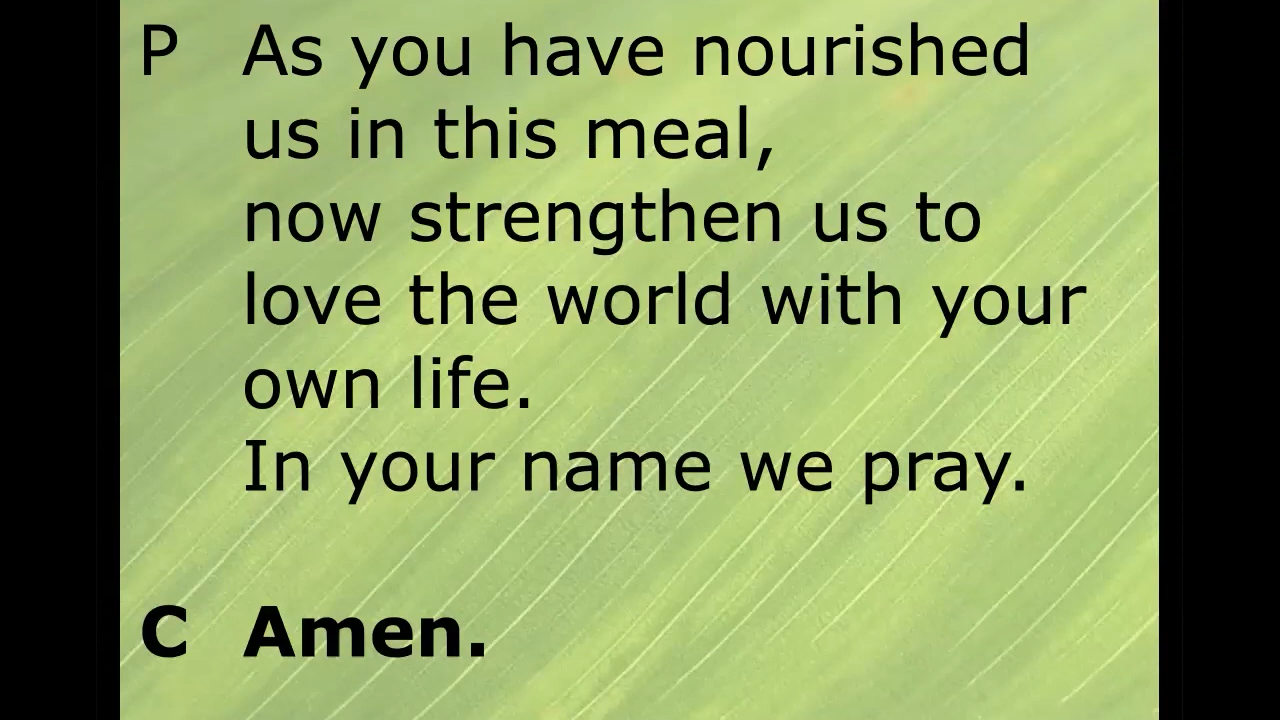 P As you have nourished
us in this meal,
now strengthen us to
love the world with your
own life.
In your name we pray.
C Amen.